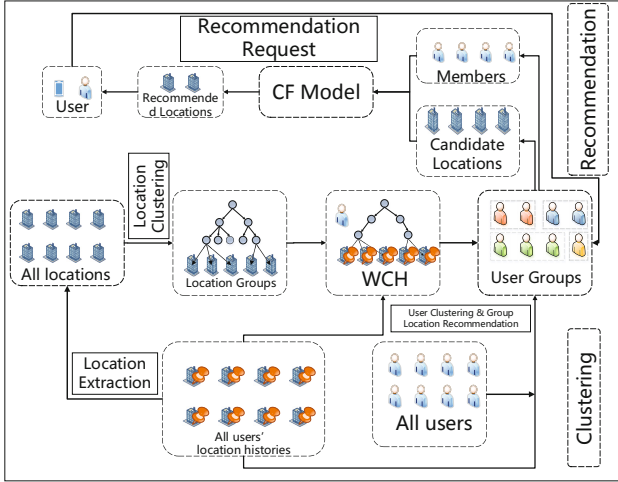 Recommendation
Request
User
Recommende
d Locations
CF Model
Members
Candidate
Locations
Recommendation
Location
Clustering
All locations
Location Groups
WCH
User Groups
User Clustering & Group
Location Recommendation
Location
Extraction
All users'
location histories
All users
Clustering